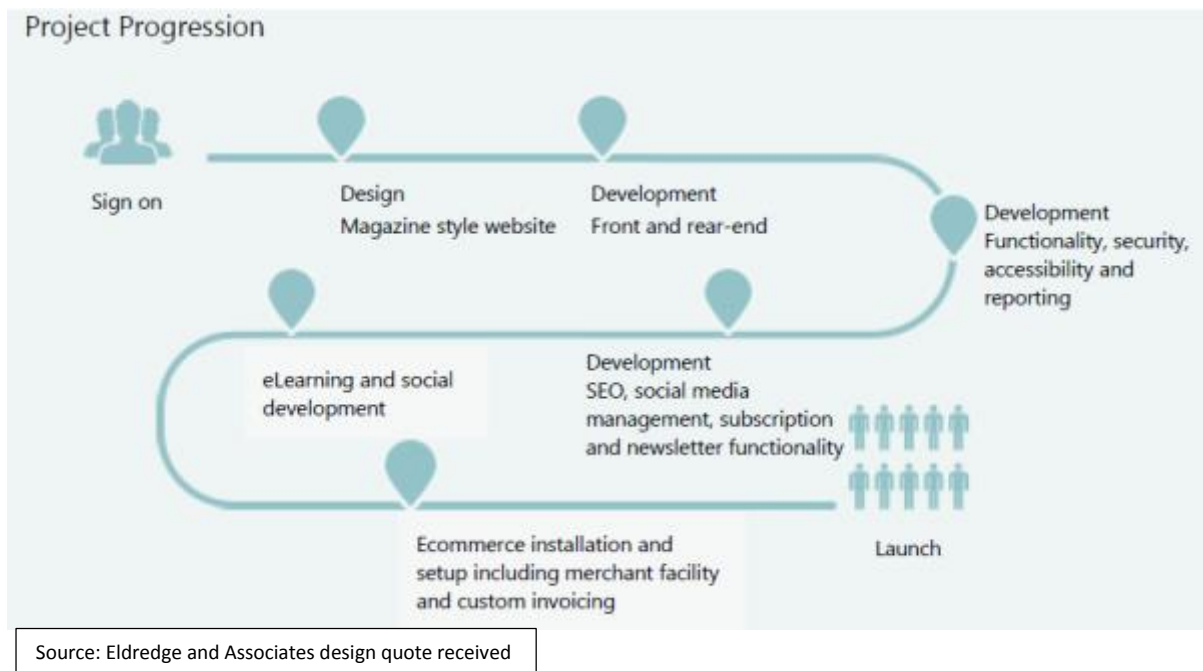 Project Progression
Sign on
Design
Magazine style website
Development
Front and rear-end
Development
Functionality, security,
accessibility and
reporting
Development
SEO, social media
management, subscription
and newsletter functionality
eLearning and social
development
Ecommerce installation and
setup including merchant facility
and custom invoicing
Launch
Source: Eldredge and Associates design quote received